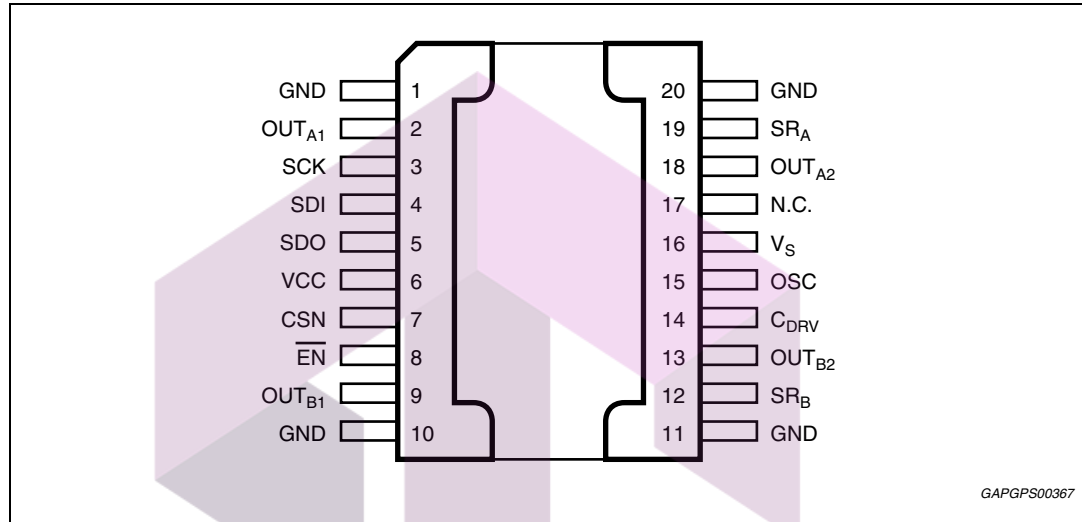 GND 1 20 GND
OUTA1 2 19 SRA
SCK 3 18 OUTA2
SDI 4 17 N.C.
SDO 5 16 VS
VCC 6 15 OSC
CSN 7 14 CDRV
EN 8 13 OUTB2
OUTB1 9 12 SRB
GND 10 11 GND
GAPGPS00367